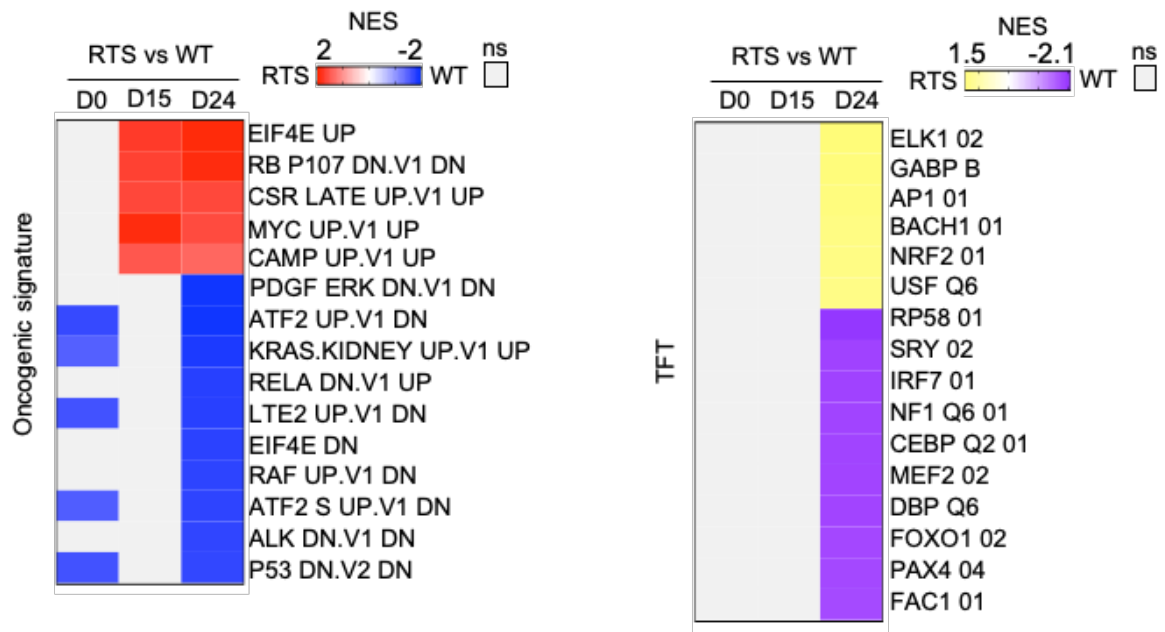 NES
RTS vs WT
2 -2 ns
RTS WT
D0 D15 D24
Oncogenic signature
EIF4E UP
RB P107 DN.V1 DN
CSR LATE UP.V1 UP
MYC UP.V1 UP
CAMP UP.V1 UP
PDGF ERK DN.V1 DN
ATF2 UP.V1 DN
KRAS.KIDNEY UP.V1 UP
RELA DN.V1 UP
LTE2 UP.V1 DN
EIF4E DN
RAF UP.V1 DN
ATF2 S UP.V1 DN
ALK DN.V1 DN
P53 DN.V2 DN
NES
RTS vs WT
1.5 -2.1 ns
RTS WT
D0 D15 D24
TFT
ELK1 02
GABP B
AP1 01
BACH1 01
NRF2 01
USF Q6
RP58 01
SRY 02
IRF7 01
NF1 Q6 01
CEBP Q2 01
MEF2 02
DBP Q6
FOXO1 02
PAX4 04
FAC1 01